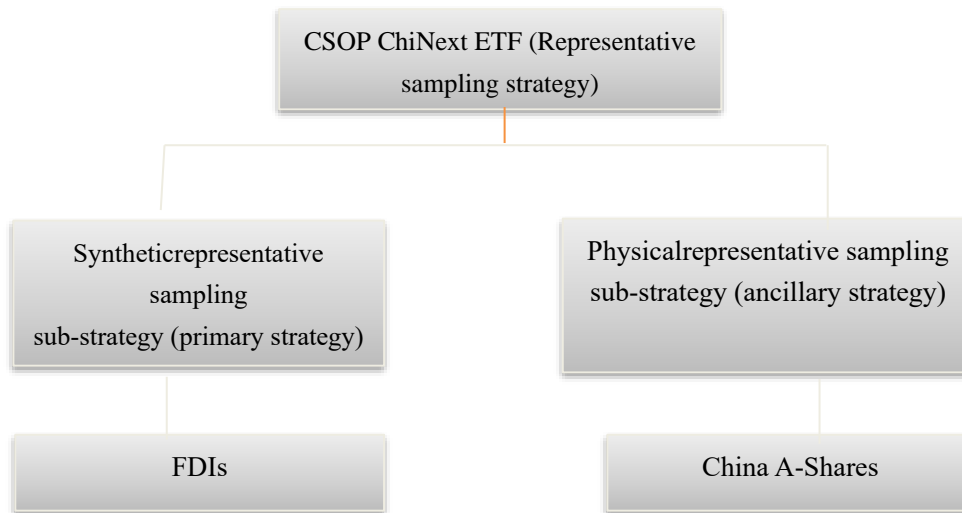 CSOP ChiNext ETF (Representative
sampling strategy)
Syntheticrepresentative
sampling
sub-strategy (primary strategy)
Physicalrepresentative sampling
sub-strategy (ancillary strategy)
FDIs
China A-Shares